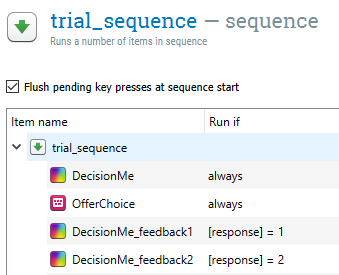 trial_sequence — sequence
Runs a number of items in sequence
Flush pending key presses at sequence start
Item name Run if
trial_sequence
DecisionMe always
OfferChoice always
DecisionMe_feedback1 [response] = 1
DecisionMe_feedback2 [response] = 2